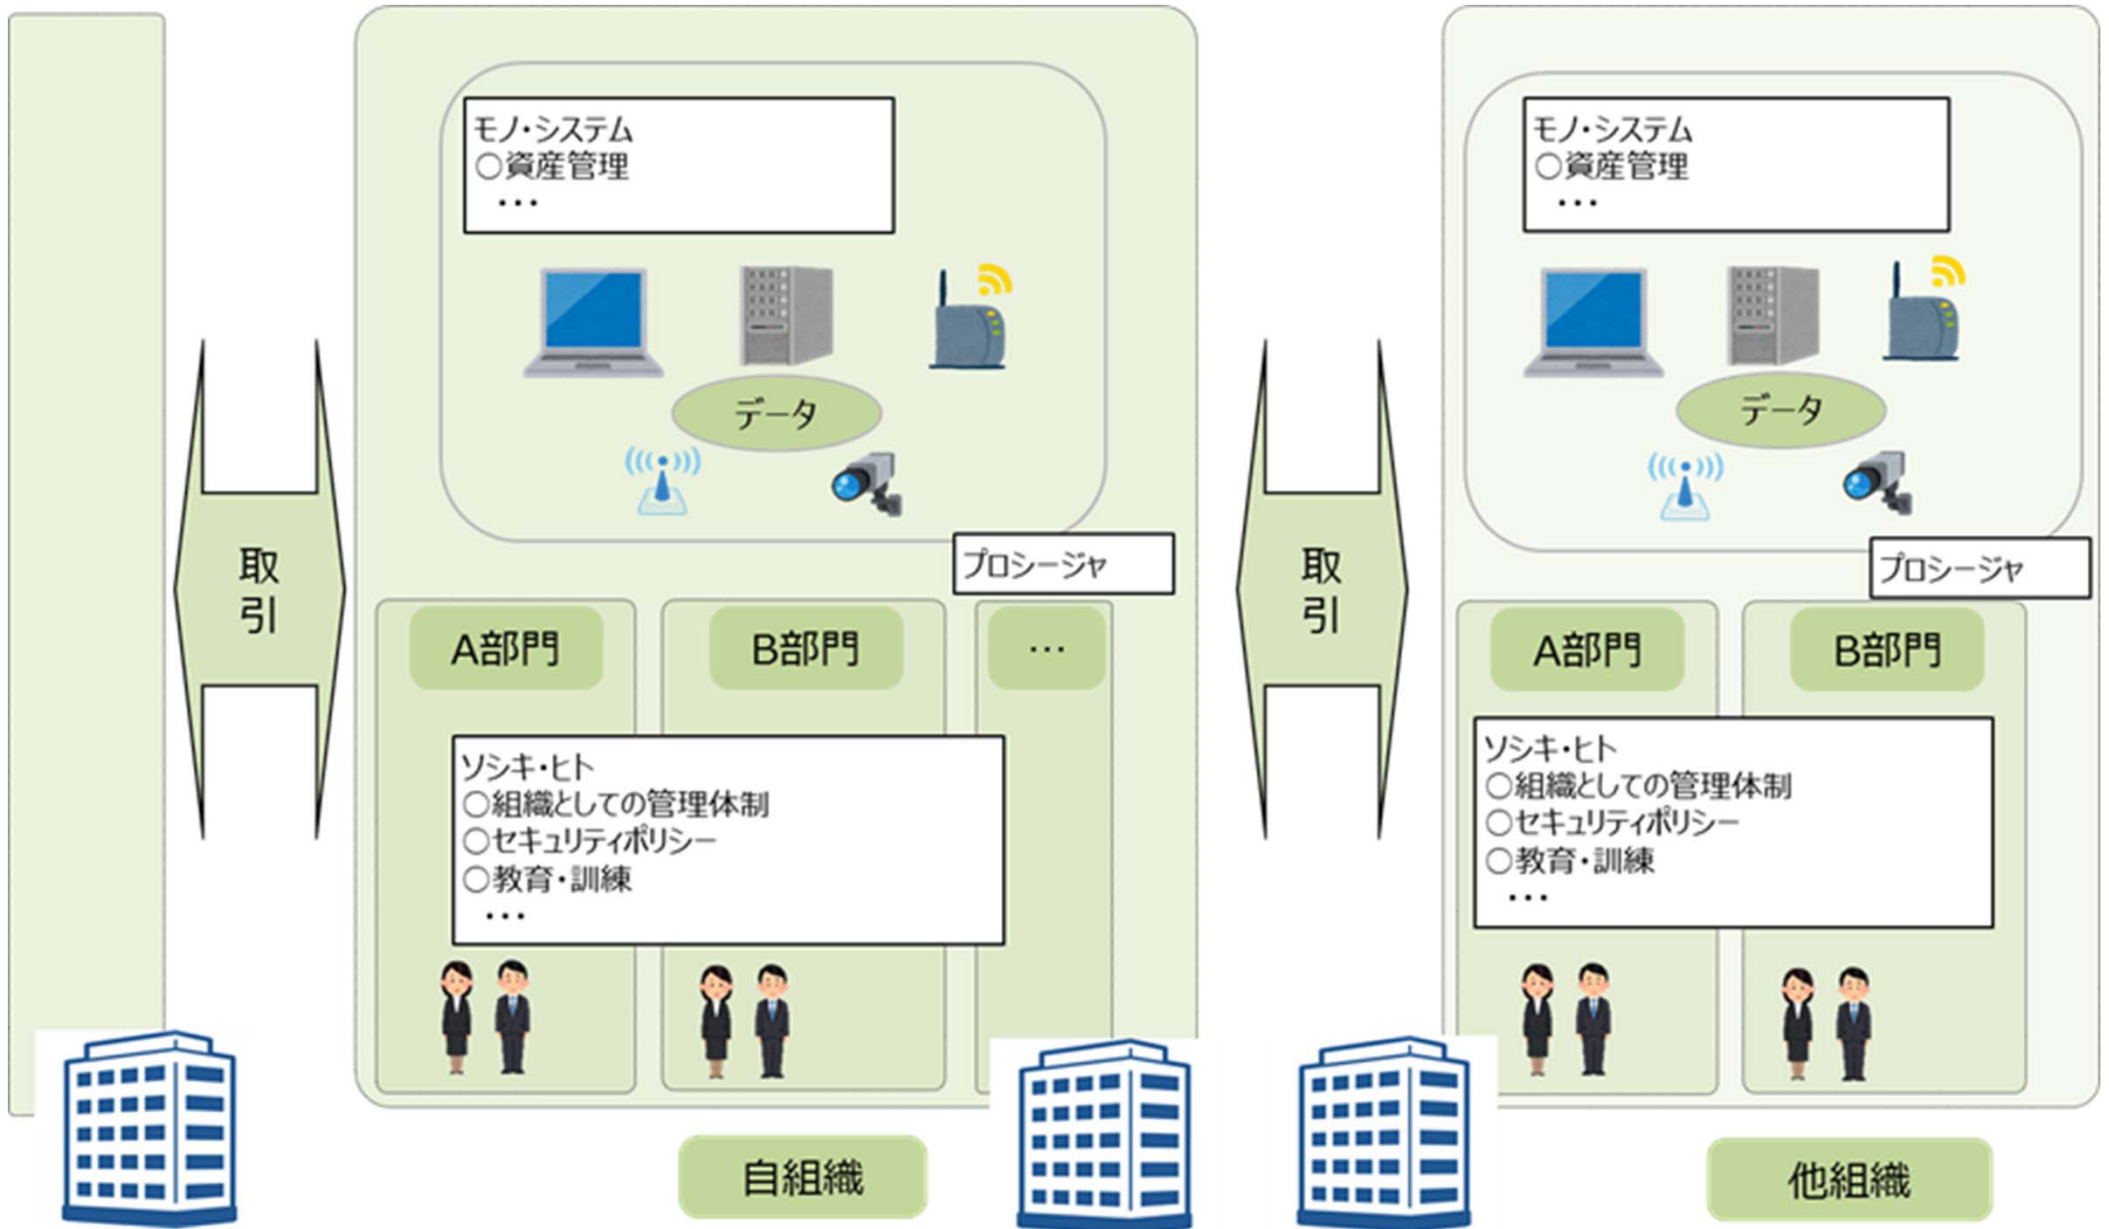 モノ・システム
○資産管理
・・・
データ
プロシージャ
取
引
A部門
B部門
…
ソシキ・ヒト
○組織としての管理体制
○セキュリティポリシー
○教育・訓練
・・・
自組織
取
引
モノ・システム
○資産管理
・・・
データ
プロシージャ
A部門
B部門
ソシキ・ヒト
○組織としての管理体制
○セキュリティポリシー
○教育・訓練
・・・
他組織